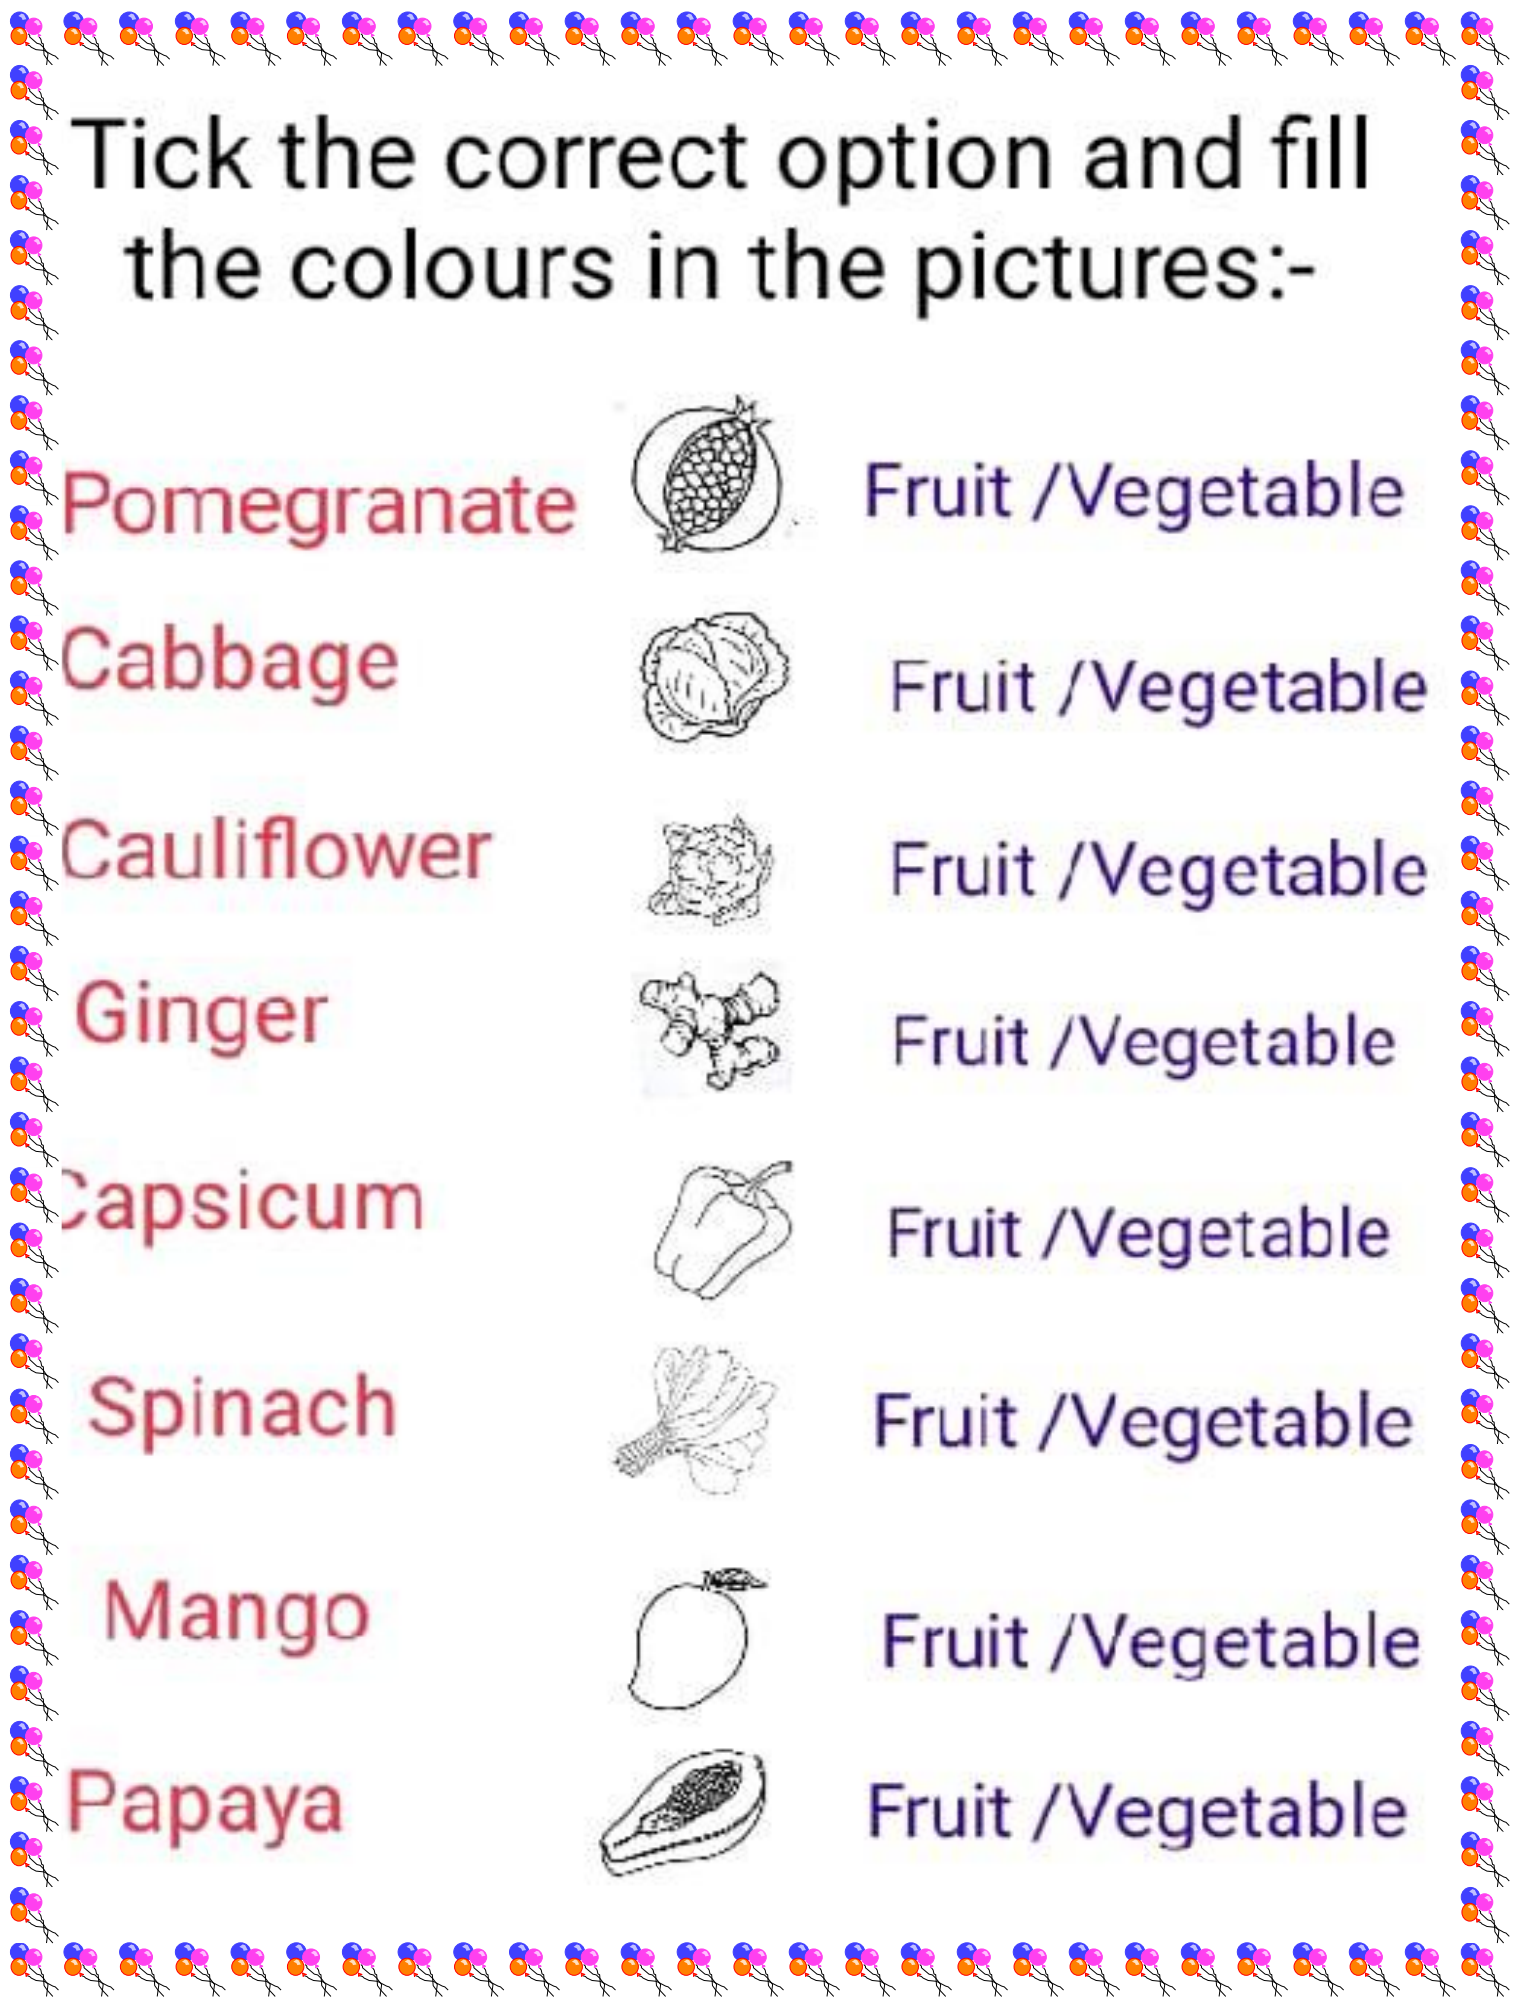 Tick the correct option and fill
the colours in the pictures:-
Pomegranate Fruit /Vegetable
Cabbage Fruit /Vegetable
Cauliflower Fruit /Vegetable
Ginger Fruit /Vegetable
Capsicum Fruit /Vegetable
Spinach Fruit /Vegetable
Mango Fruit /Vegetable
Papaya Fruit /Vegetable